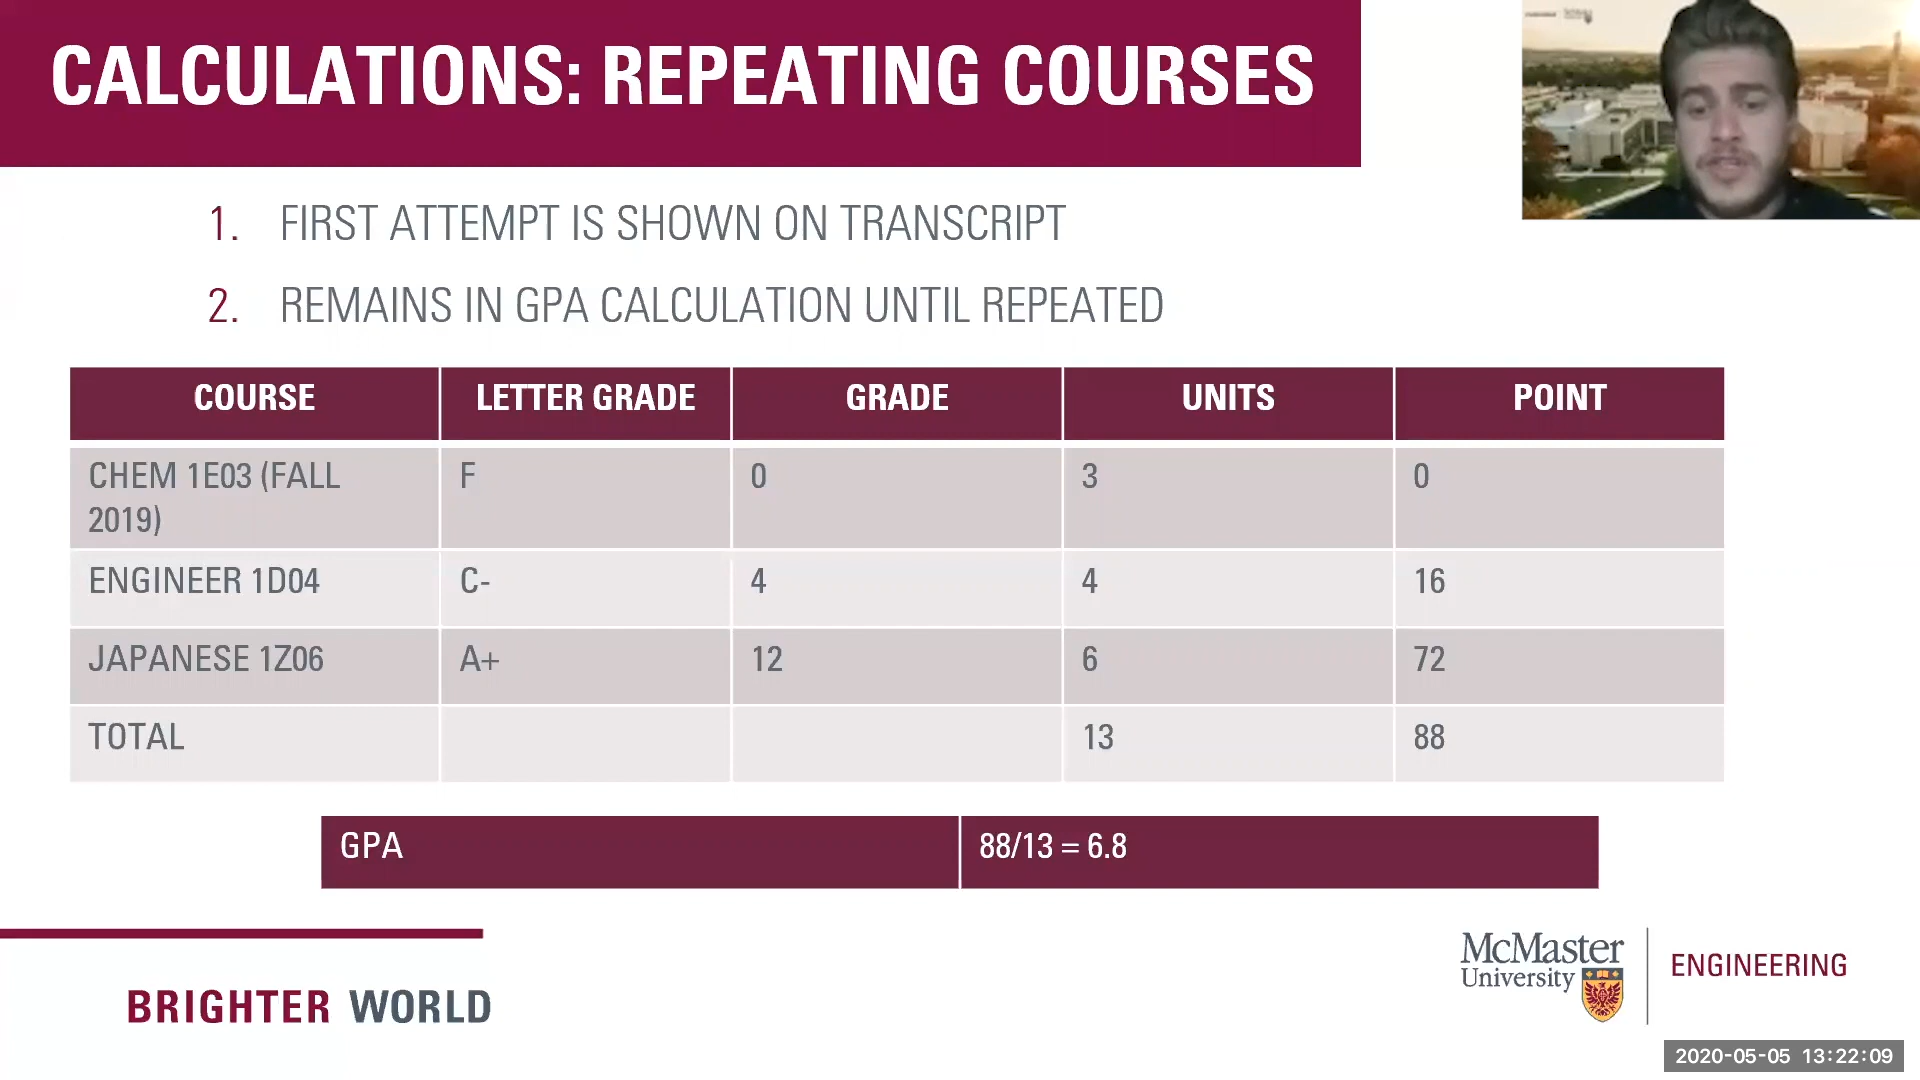 CALCULATIONS: REPEATING COURSES
1. FIRST ATTEMPT IS SHOWN ON TRANSCRIPT
2. REMAINS IN GPA CALCULATION UNTIL REPEATED
COURSE LETTER GRADE GRADE UNITS POINT
CHEM 1E03 (FALL 2019) F 0 3 0
ENGINEER 1D04 C- 4 4 16
JAPANESE 1Z06 A+ 12 6 72
TOTAL 13 88
GPA 88/13 = 6.8
BRIGHTER WORLD
McMaster
University
ENGINEERING
2020-05-05 13:22:09